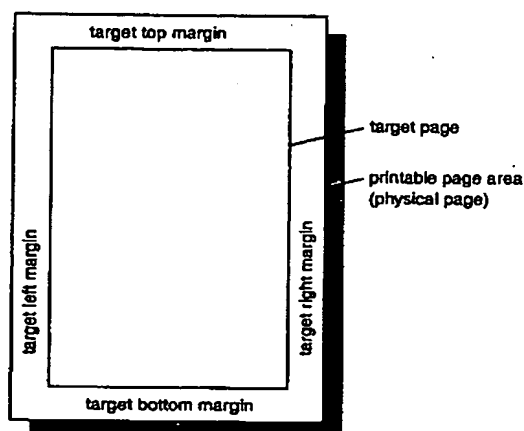 target top margin
target page
printable page area
(physical page)
target left margin
target right margin
target bottom margin